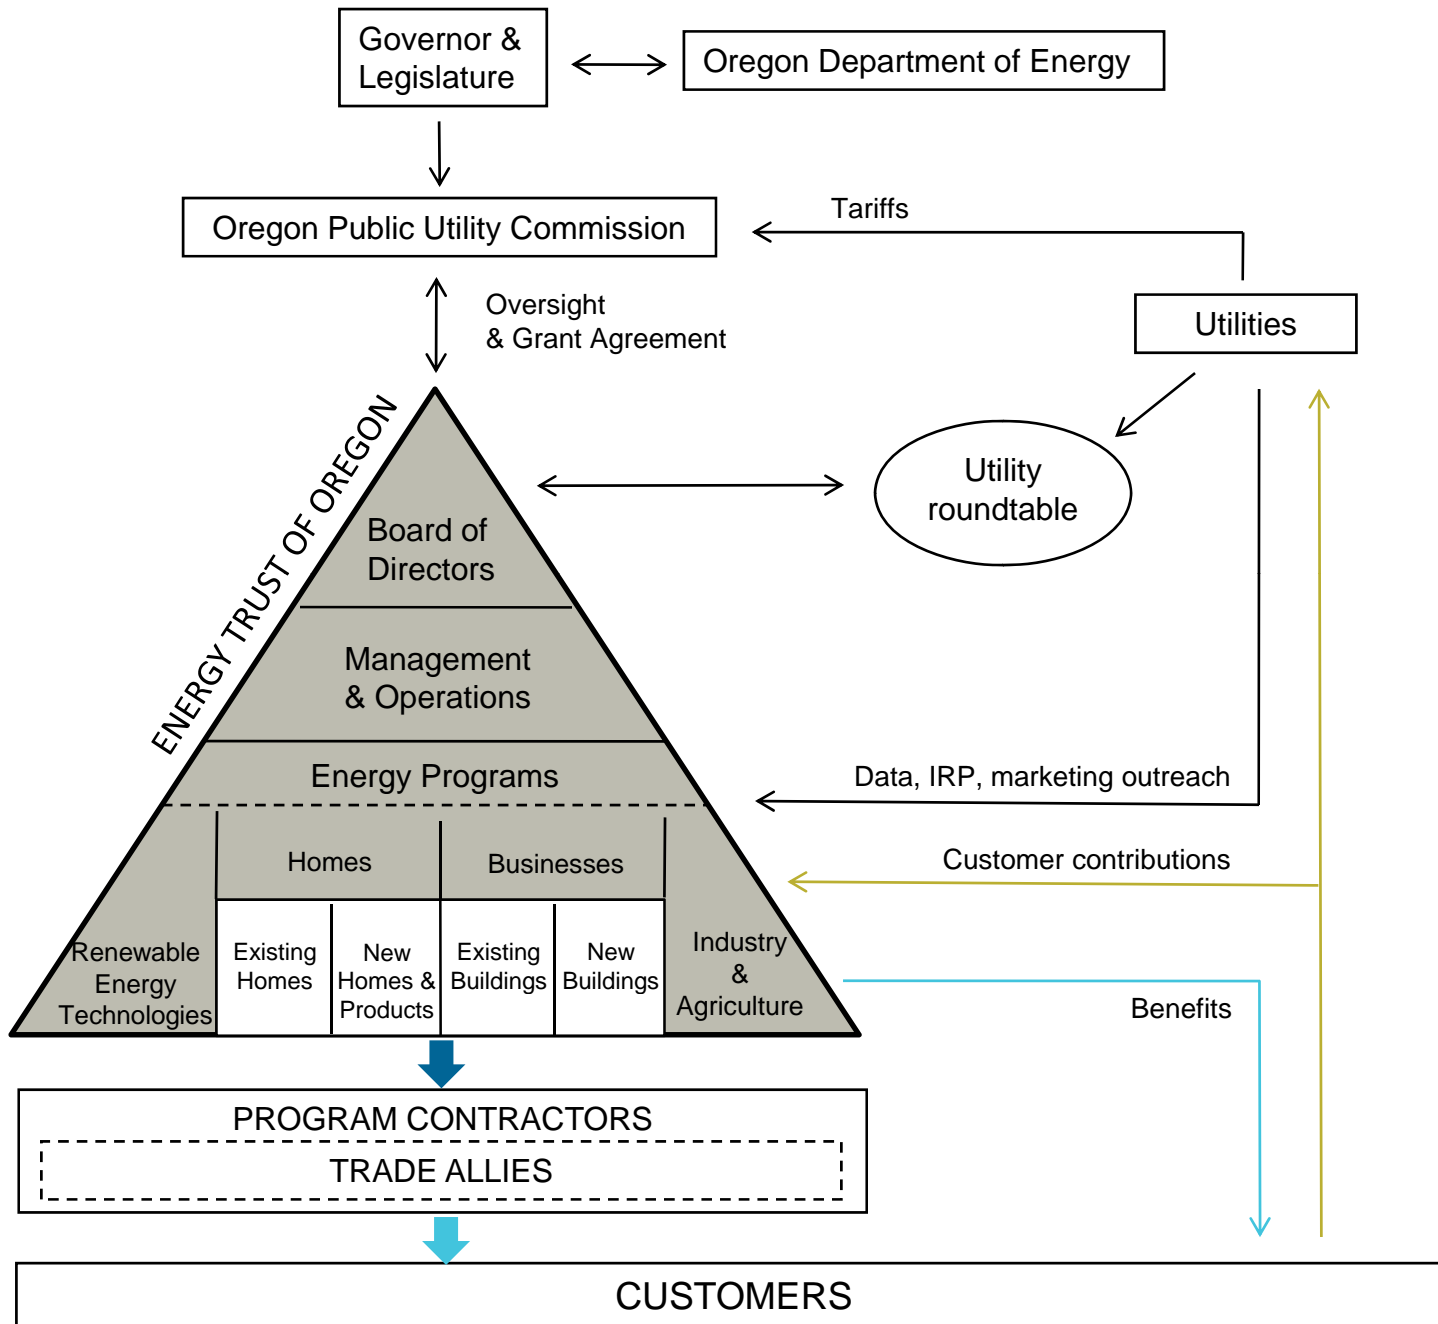 Governor &
Legislature
Oregon Department of Energy
Oregon Public Utility Commission
Tariffs
Oversight
& Grant Agreement
Utilities
ENERGY TRUST OF OREGON
Utility
roundtable
Board of
Directors
Management
& Operations
Energy Programs
Data, IRP, marketing outreach
Homes
Businesses
Customer contributions
Renewable
Energy
Technologies
Existing
Homes
New
Homes &
Products
Existing
Buildings
New
Buildings
Industry
&
Agriculture
Benefits
PROGRAM CONTRACTORS
TRADE ALLIES
CUSTOMERS